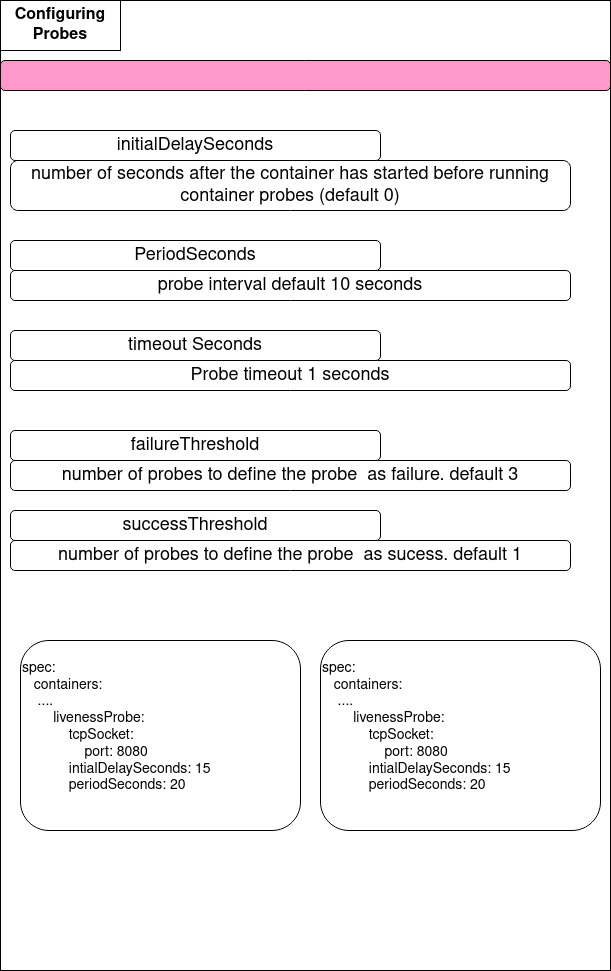 Configuring
Probes
initialDelaySeconds
number of seconds after the container has started before running
container probes (default 0)
PeriodSeconds
probe interval default 10 seconds
timeout Seconds
Probe timeout 1 seconds
failureThreshold
number of probes to define the probe  as failure. default 3
successThreshold
number of probes to define the probe  as sucess. default 1
spec:
containers:
....
livenessProbe:
tcpSocket:
port: 8080
intialDelaySeconds: 15
periodSeconds: 20
spec:
containers:
....
livenessProbe:
tcpSocket:
port: 8080
intialDelaySeconds: 15
periodSeconds: 20